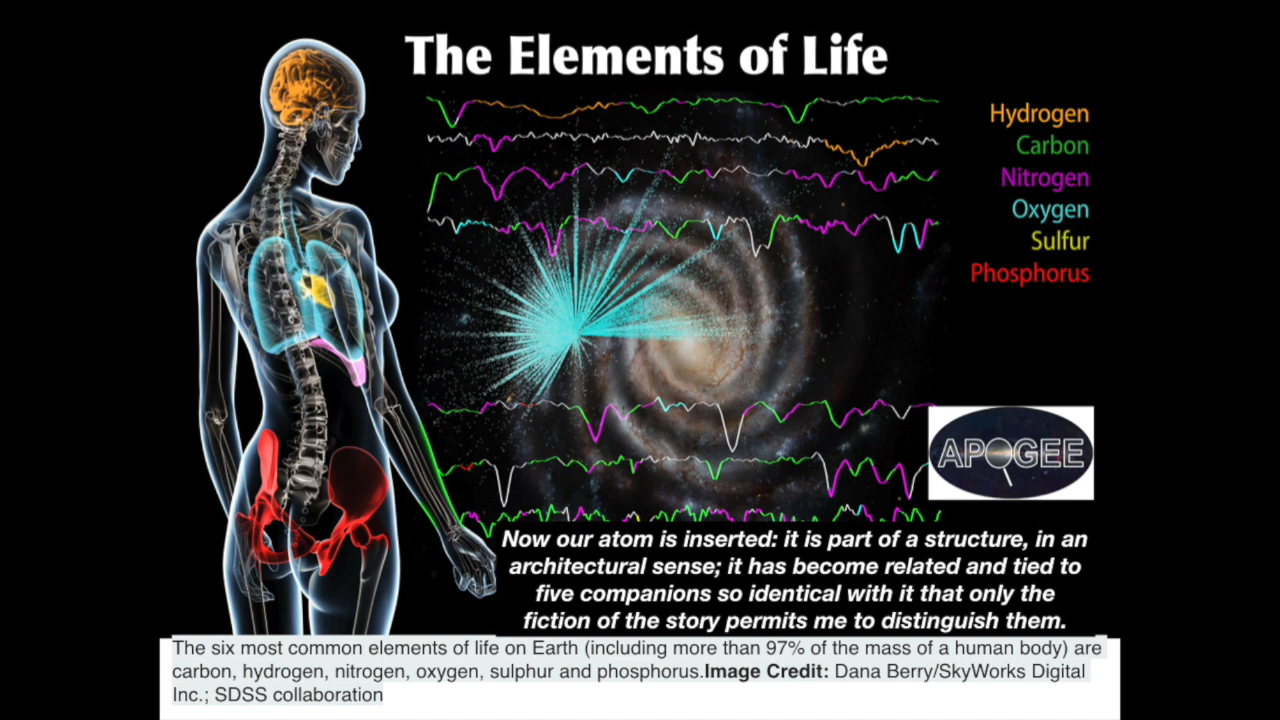 The Elements of Life
Hydrogen
Carbon
Nitrogen
Oxygen
Sulfur
Phosphorus
APOGEE
Now our atom is inserted: it is part of a structure, in an
architectural sense; it has become related and tied to
five companions so identical with it that only the
fiction of the story permits me to distinguish them.
The six most common elements of life on Earth (including more than 97% of the mass of a human body) are
carbon, hydrogen, nitrogen, oxygen, sulphur and phosphorus.Image Credit: Dana Berry/SkyWorks Digital
Inc.; SDSS collaboration